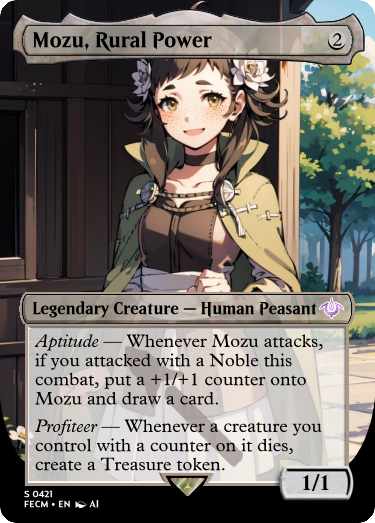 Mozu, Rural Power 2
Legendary Creature — Human Peasant
Aptitude — Whenever Mozu attacks,
if you attacked with a Noble this
combat, put a +1/+1 counter onto
Mozu and draw a card.
Profiteer — Whenever a creature you
control with a counter on it dies,
create a Treasure token.
1/1
S 0421
FECM • EN AI